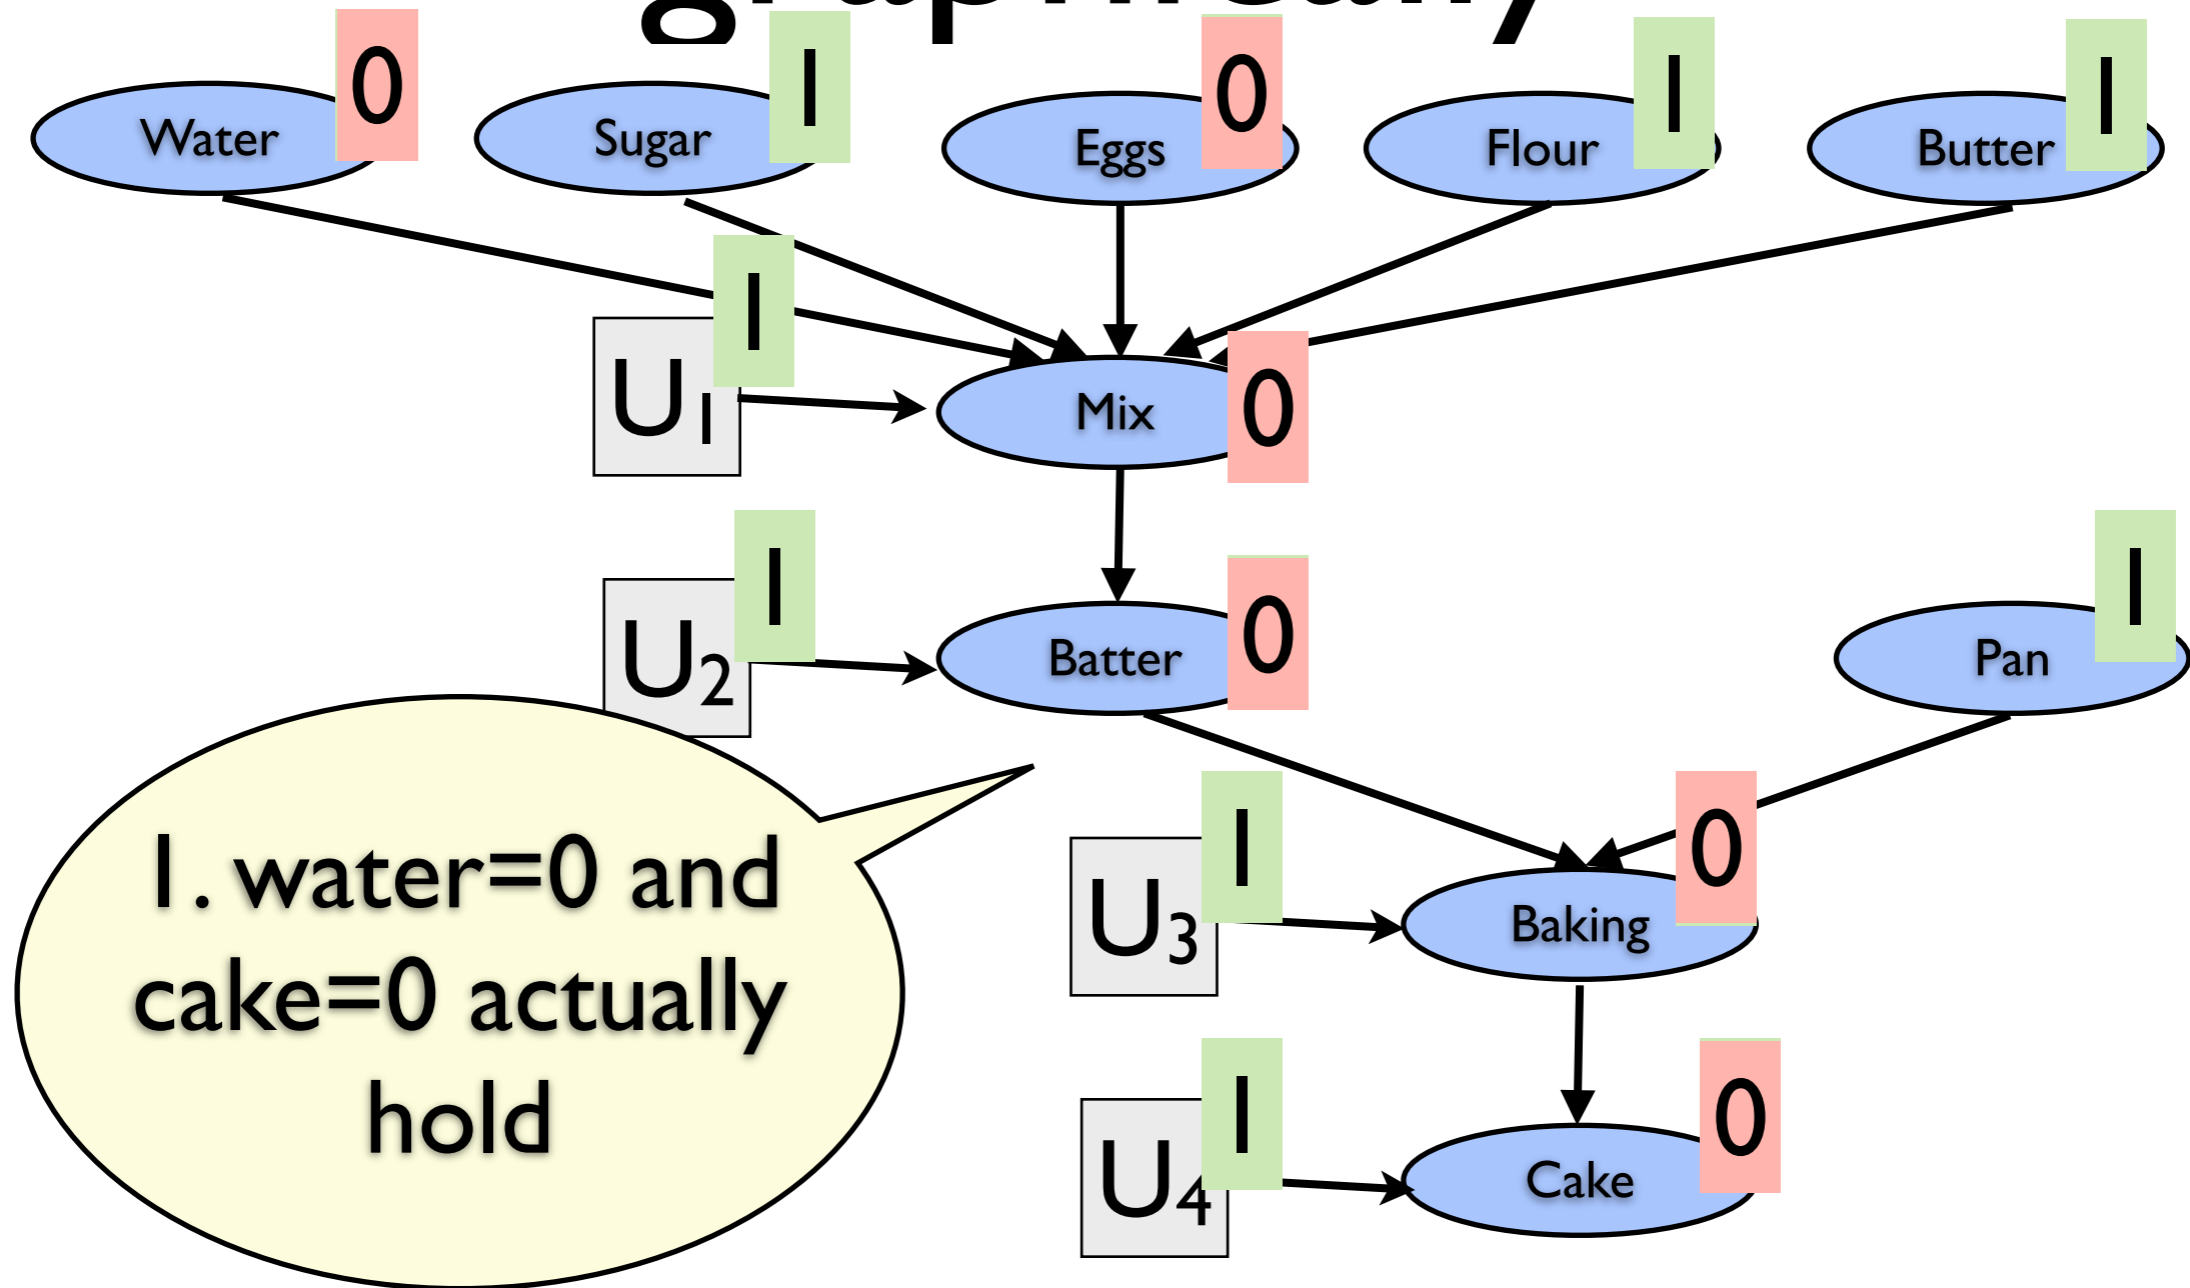 graphically
0 1 0 1 1
Water Sugar Eggs Flour Butter
1
U1 Mix 0
1 0 1
U2 Batter Pan
1 0
1. water=0 and
cake=0 actually
hold
U3 Baking
1 0
U4 Cake